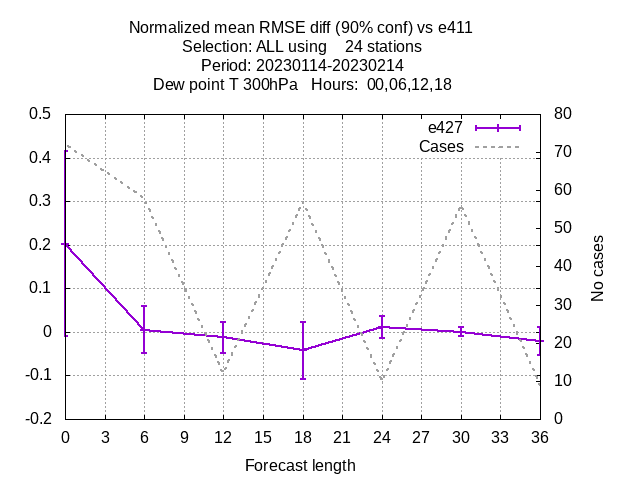 Normalized mean RMSE diff (90% conf) vs e411
Selection: ALL using    24 stations
Period: 20230114-20230214
Dew point T 300hPa   Hours:  00,06,12,18
e427
Cases
0.5
0.4
0.3
0.2
0.1
0
-0.1
-0.2
80
70
60
50
40
30
20
10
0
No cases
0 3 6 9 12 15 18 21 24 27 30 33 36
Forecast length